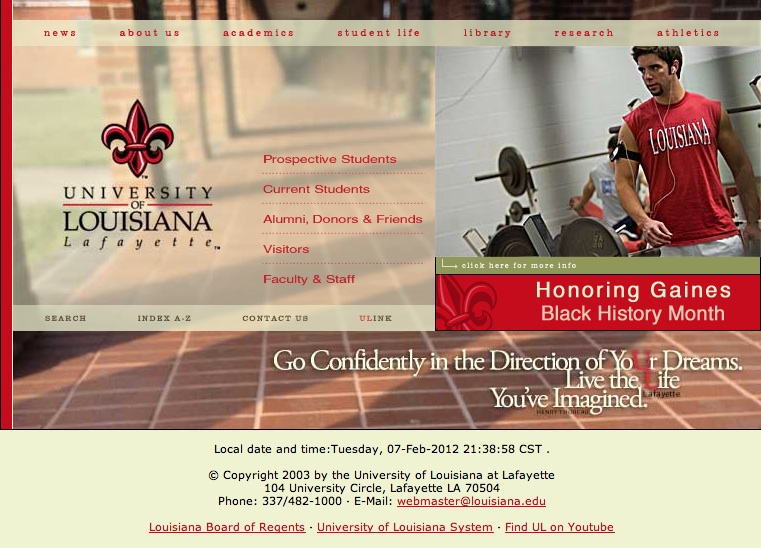 news about us academics student life library research athletics
LOUISIANA
UNIVERSITY
OF
LOUISIANA
Lafayette™
Prospective Students
Current Students
Alumni, Donors & Friends
Visitors
Faculty & Staff
click here for more info
Honoring Gaines
Black History Month
SEARCH INDEX A-Z CONTACT US ULINK
Go Confidently in the Direction of YoUr Dreams.
Live the Life
Lafayette
You've Imagined.
HENRY THOREAU
Local date and time:Tuesday, 07-Feb-2012 21:38:58 CST .
© Copyright 2003 by the University of Louisiana at Lafayette
104 University Circle, Lafayette LA 70504
Phone: 337/482-1000 · E-Mail: webmaster@louisiana.edu
Louisiana Board of Regents · University of Louisiana System · Find UL on Youtube